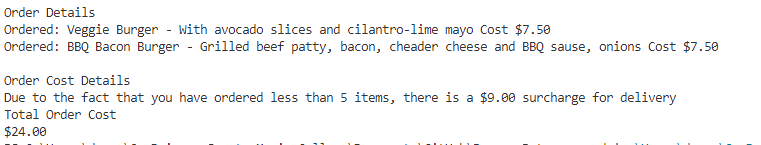 Order Details
Ordered: Veggie Burger - With avocado slices and cilantro-lime mayo Cost $7.50
Ordered: BBQ Bacon Burger - Grilled beef patty, bacon, cheader cheese and BBQ sause, onions Cost $7.50
Order Cost Details
Due to the fact that you have ordered less than 5 items, there is a $9.00 surcharge for delivery
Total Order Cost
$24.00